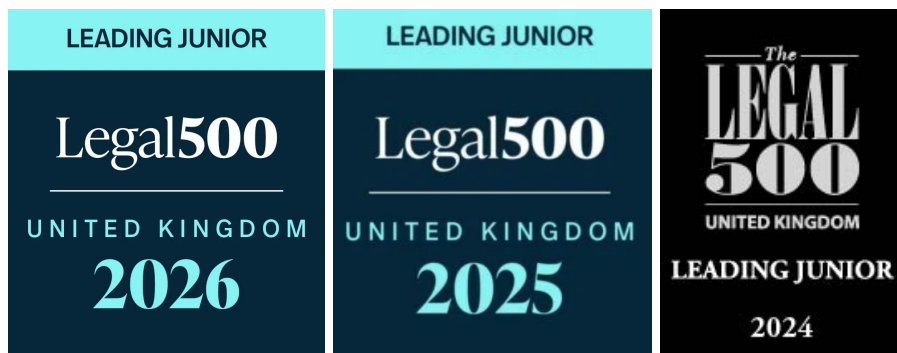 LEADING JUNIOR
Legal500
UNITED KINGDOM
2026
LEADING JUNIOR
Legal500
UNITED KINGDOM
2025
The
LEGAL
500
UNITED KINGDOM
LEADING JUNIOR
2024